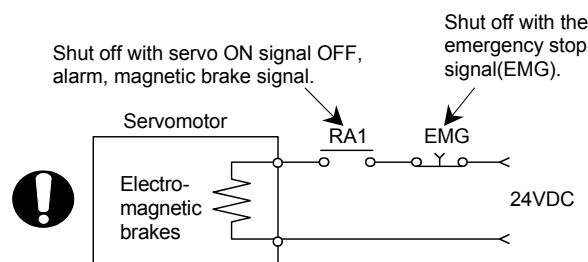 Shut off with the
emergency stop
signal(EMG).
Shut off with servo ON signal OFF,
alarm, magnetic brake signal.
Servomotor
RA1 EMG
Electro-
magnetic
brakes
24VDC